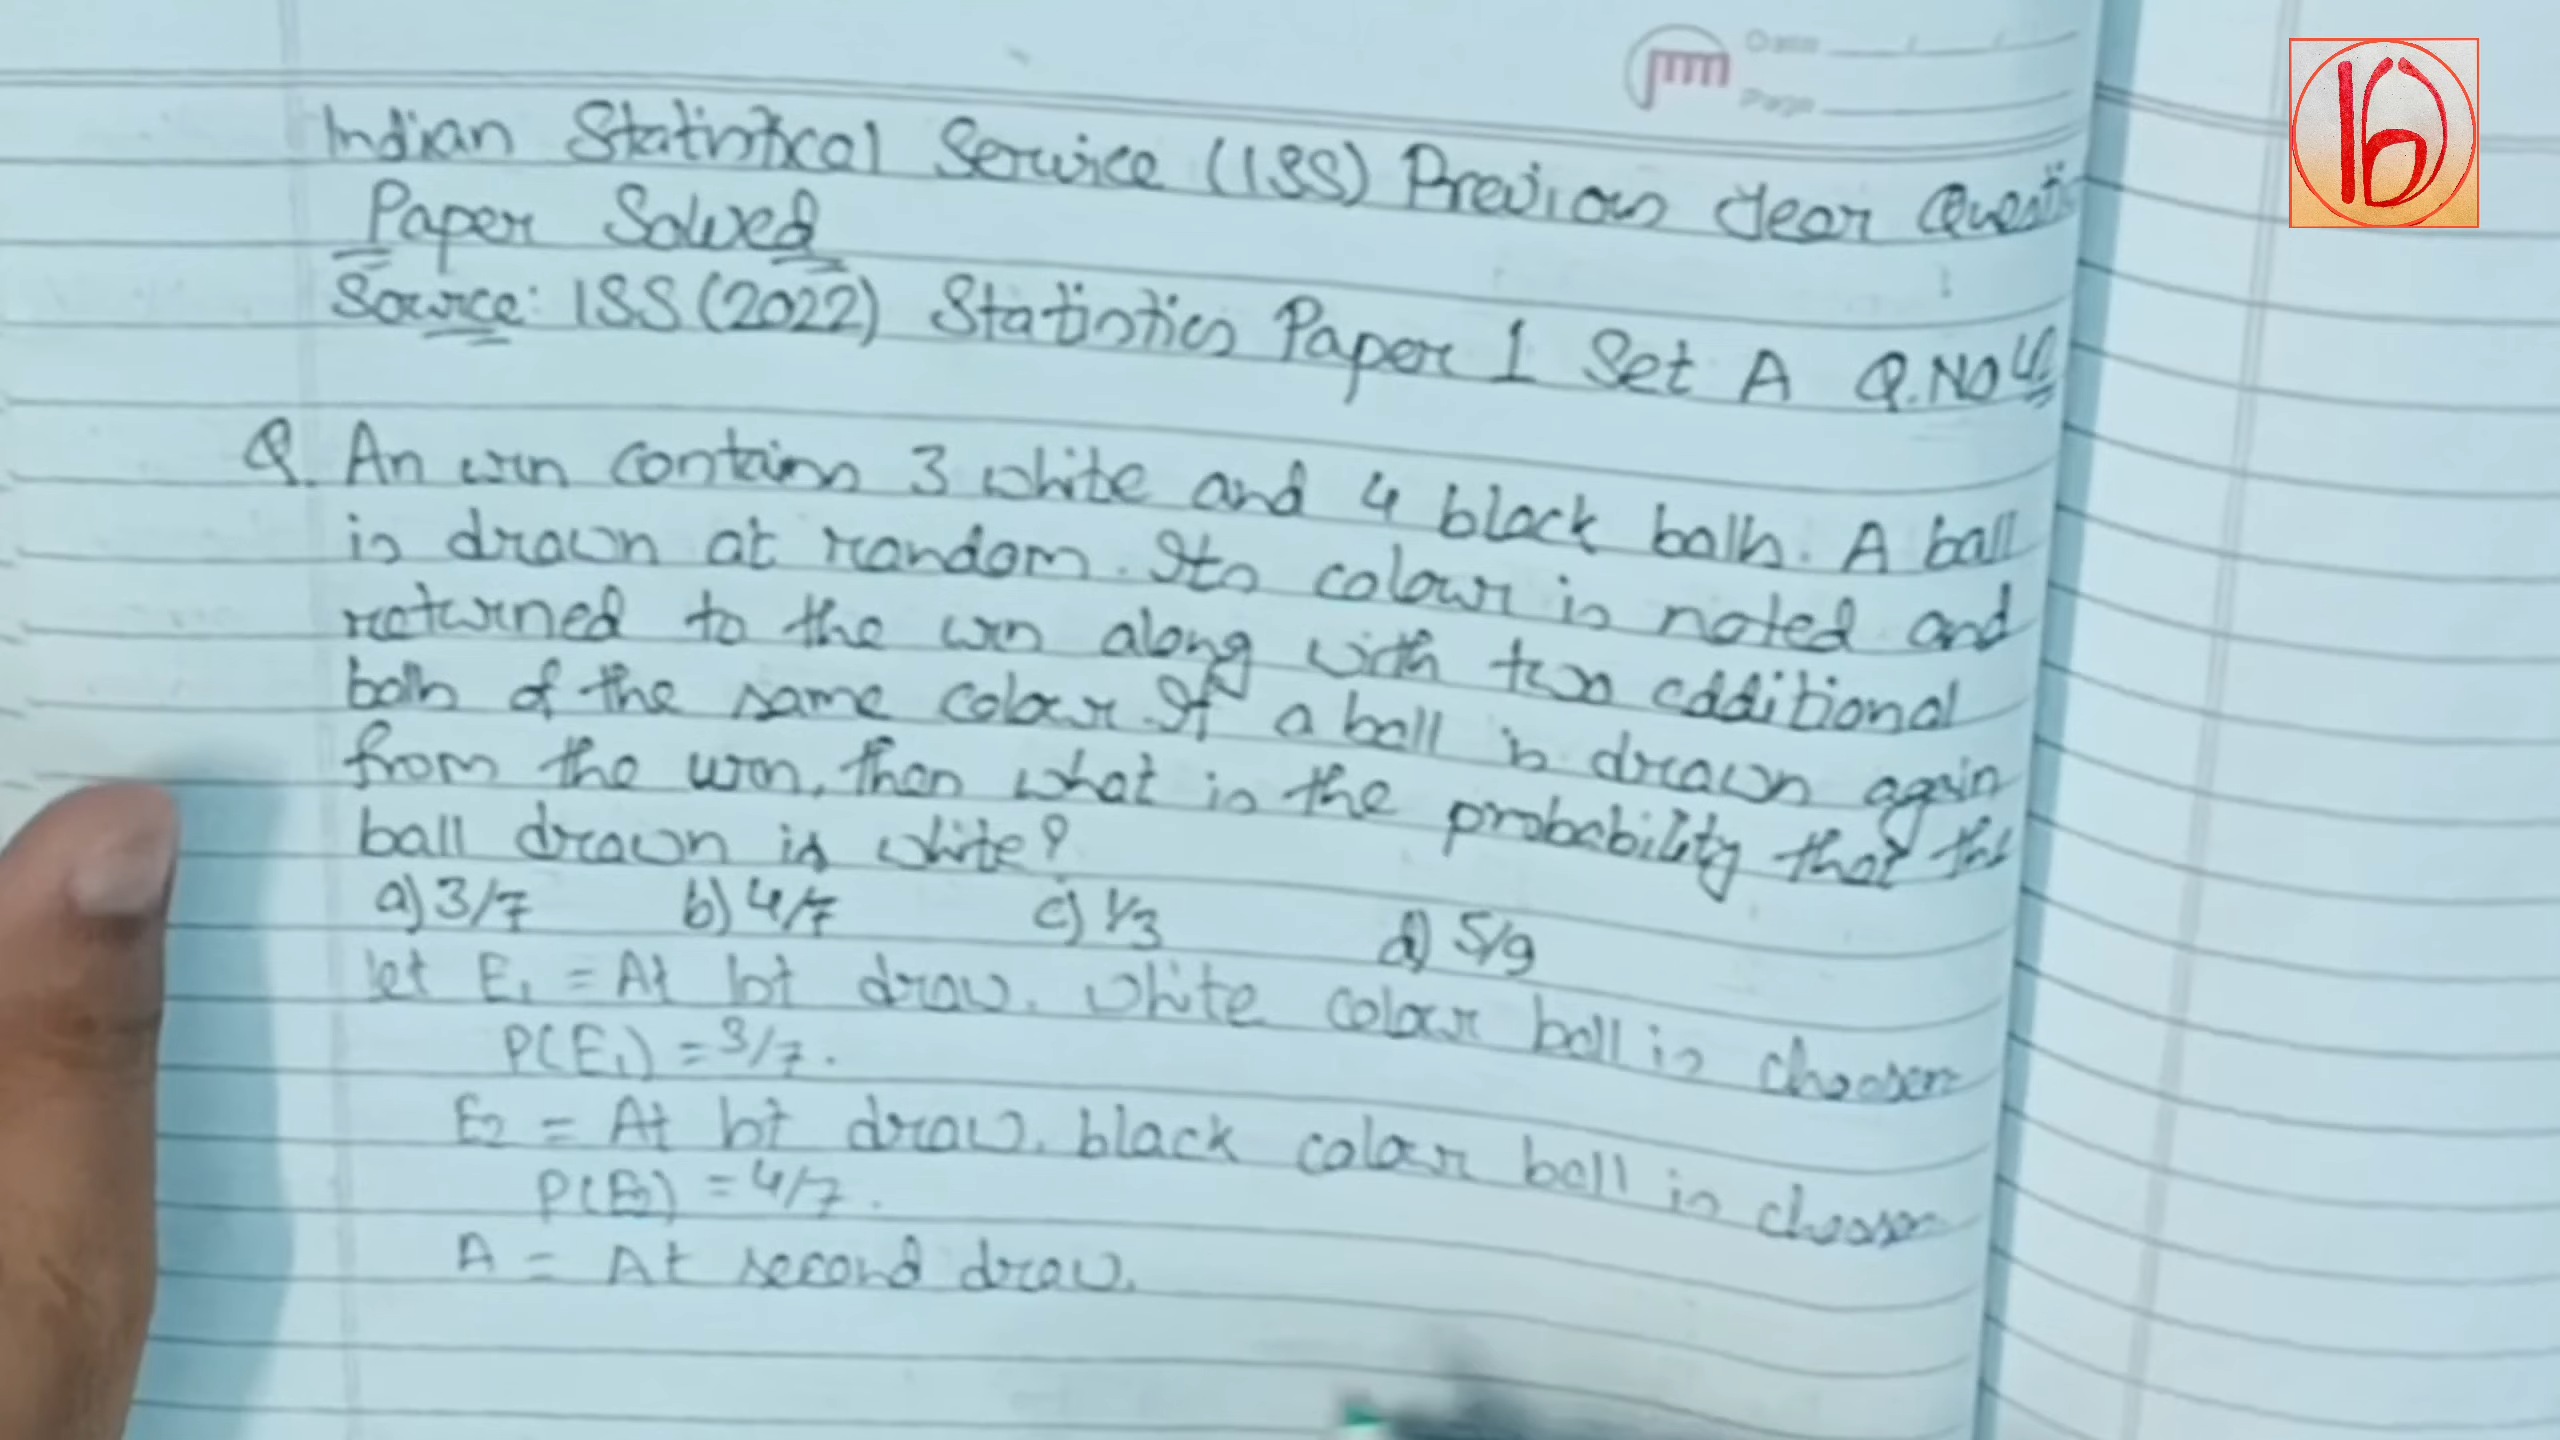 Date
Page
Indian Statistical Service (ISS) Previous Year
Paper Solved
Source: ISS (2022) Statistics Paper 1 Set A Q.NO
Q. An urn contains 3 white and 4 black balls. A ball
is drawn at random. Its colour is noted and
returned to the urn along with two additional
balls of the same colour. If a ball is drawn again
from the urn, then what is the probability that the
ball drawn is white?
a) 3/7 b) 4/7 c) 1/3 d) 5/9
let E1 = At 1st draw, white colour ball is choosen
P(E1) = 3/7.
E2 = At 1st draw, black colour ball is choosen
P(E2) = 4/7.
A = At second draw,